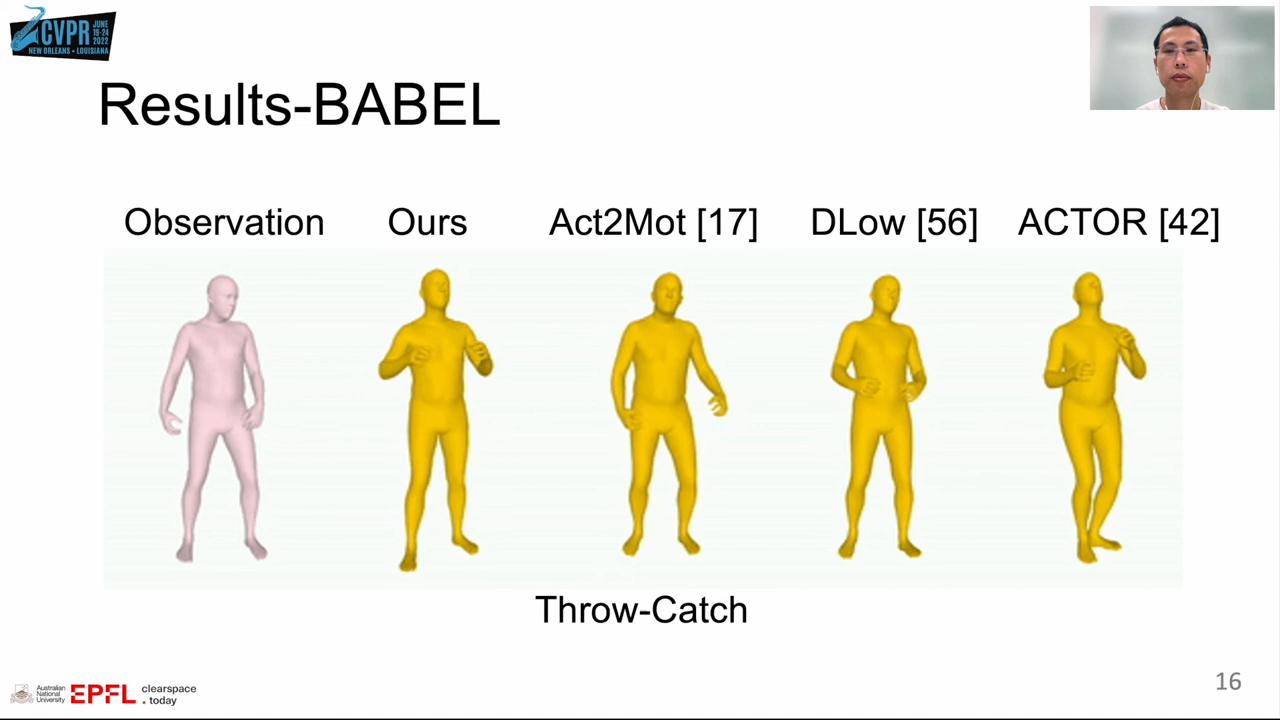 CVPR
JUNE
19-24
2022
NEW ORLEANS • LOUISIANA
Results-BABEL
Observation Ours Act2Mot [17] DLow [56] ACTOR [42]
Throw-Catch
Australian
National
University
EPFL
clearspace
. today
16